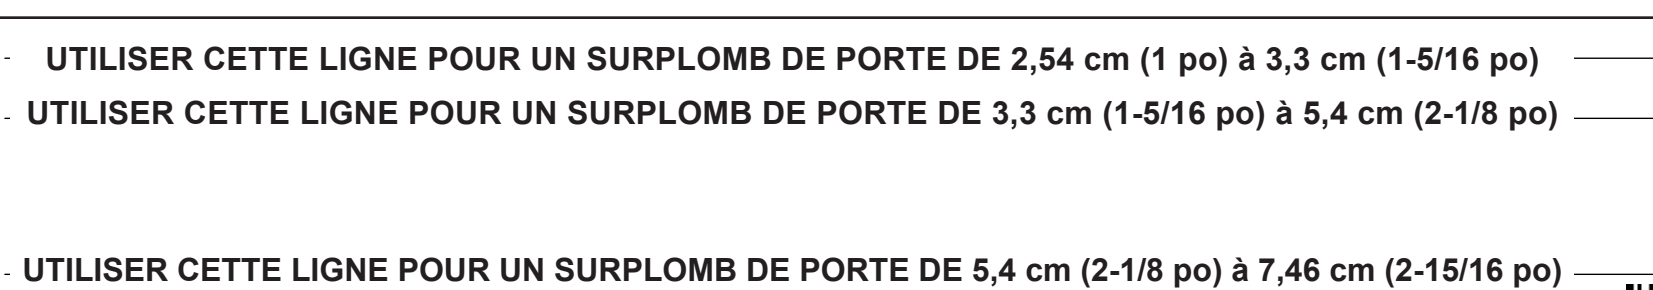 UTILISER CETTE LIGNE POUR UN SURPLOMB DE PORTE DE 2,54 cm (1 po) à 3,3 cm (1-5/16 po)
UTILISER CETTE LIGNE POUR UN SURPLOMB DE PORTE DE 3,3 cm (1-5/16 po) à 5,4 cm (2-1/8 po)
UTILISER CETTE LIGNE POUR UN SURPLOMB DE PORTE DE 5,4 cm (2-1/8 po) à 7,46 cm (2-15/16 po)